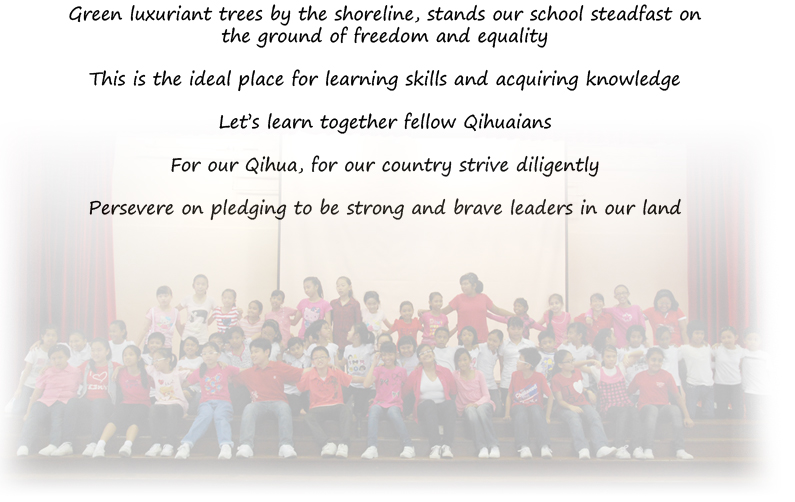 Green luxuriant trees by the shoreline, stands our school steadfast on
the ground of freedom and equality
This is the ideal place for learning skills and acquiring knowledge
Let's learn together fellow Qihuaians
For our Qihua, for our country strive diligently
Persevere on pledging to be strong and brave leaders in our land